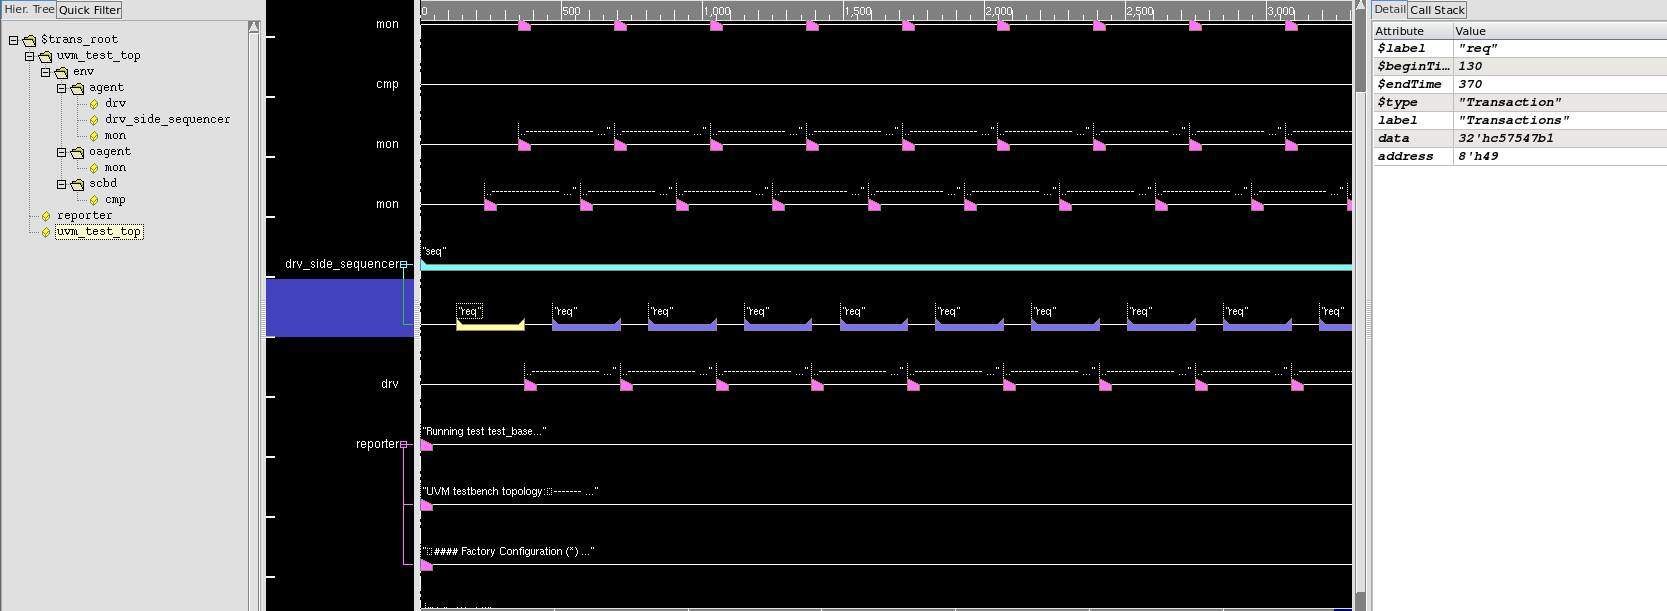 Hier. Tree Quick Filter
$trans_root
uvm_test_top
env
agent
drv
drv_side_sequencer
mon
oagent
mon
scbd
cmp
reporter
uvm_test_top
0 500 1,000 1,500 2,000 2,500 3,000
mon
cmp
mon
mon
drv_side_sequencer
"seq"
"req" "req" "req" "req" "req" "req" "req" "req" "req" "req"
drv
reporter
"Running test test_base..."
"UVM testbench topology:------- ..."
"#### Factory Configuration (*) ..."
Detail Call Stack
Attribute Value
$label "req"
$beginTi... 130
$endTime 370
$type "Transaction"
label "Transactions"
data 32'hc57547b1
address 8'h49